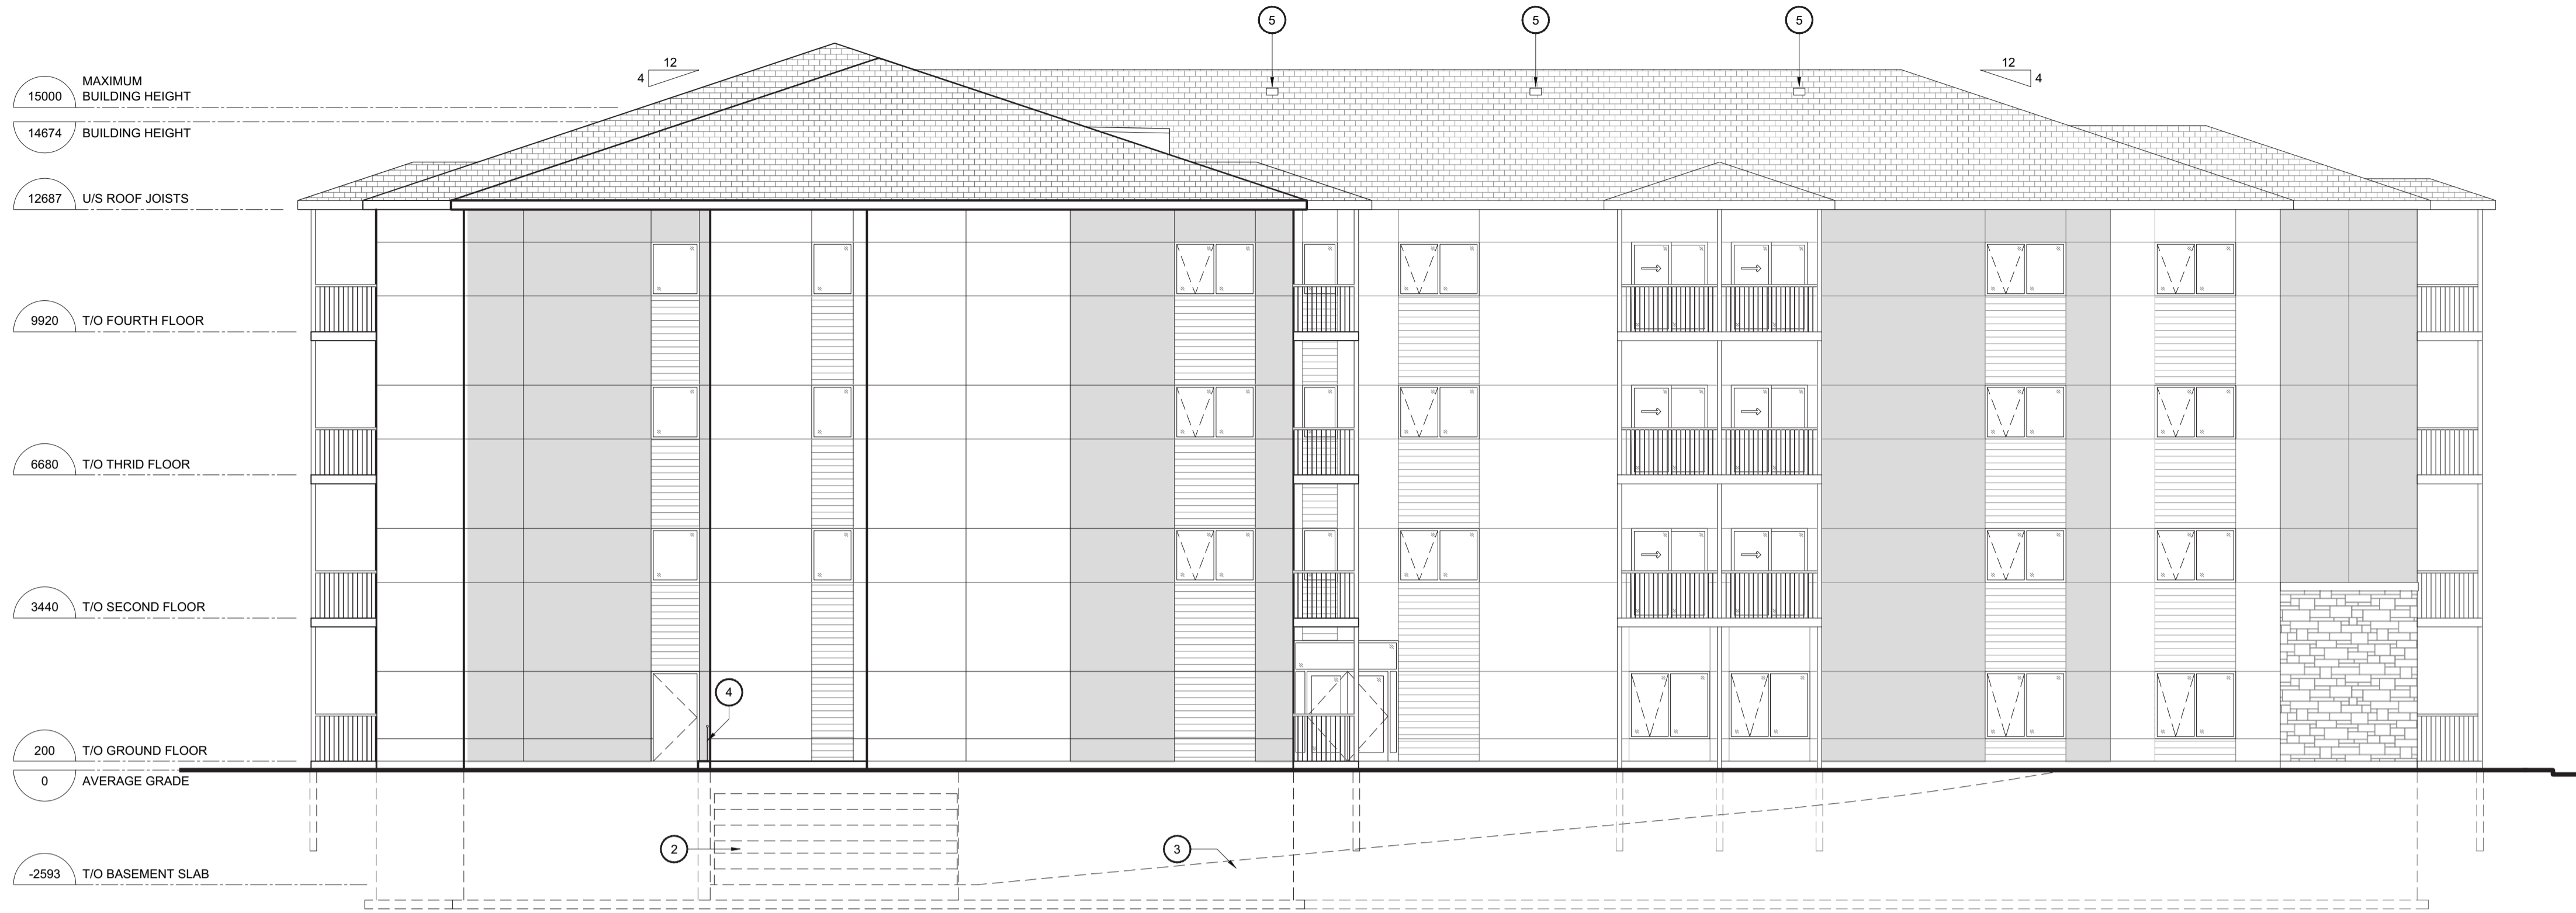 5 5 5
12
4
12
4
MAXIMUM
15000 BUILDING HEIGHT
14674 BUILDING HEIGHT
12687 U/S ROOF JOISTS
9920 T/O FOURTH FLOOR
6680 T/O THRID FLOOR
3440 T/O SECOND FLOOR
4
200 T/O GROUND FLOOR
0 AVERAGE GRADE
2 3
-2593 T/O BASEMENT SLAB